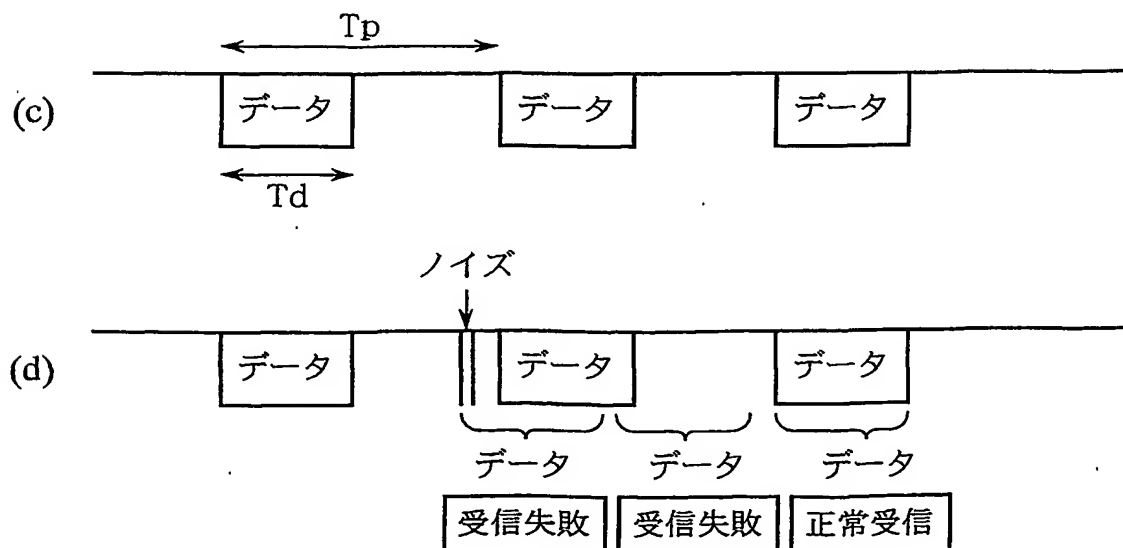 Tp
(c)
データ データ データ
Td
ノイズ
(d)
データ データ データ
データ データ データ
受信失敗 受信失敗 正常受信